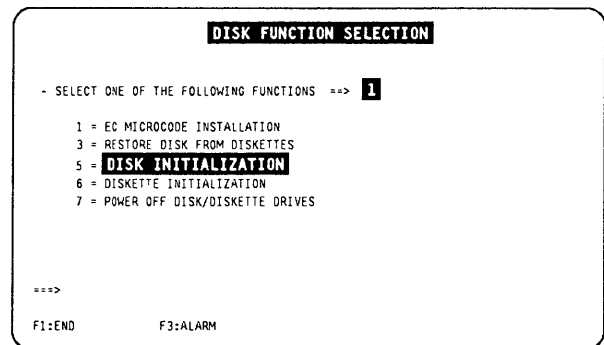 DISK FUNCTION SELECTION
- SELECT ONE OF THE FOLLOWING FUNCTIONS ==> 1
1 = EC MICROCODE INSTALLATION
3 = RESTORE DISK FROM DISKETTES
5 = DISK INITIALIZATION
6 = DISKETTE INITIALIZATION
7 = POWER OFF DISK/DISKETTE DRIVES
===>
F1:END F3:ALARM